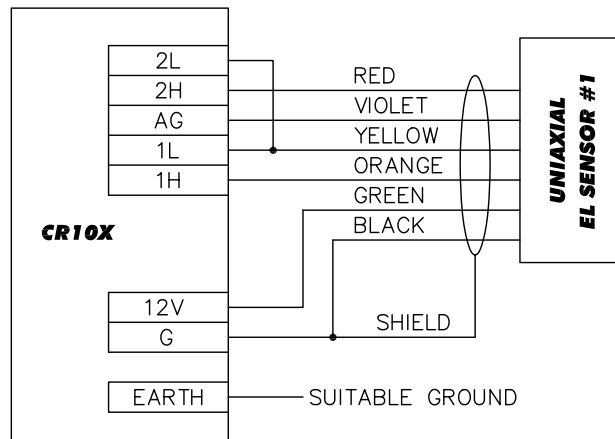 2L
2H
AG
1L
1H
CR10X
12V
G
EARTH
RED
VIOLET
YELLOW
ORANGE
GREEN
BLACK
SHIELD
SUITABLE GROUND
UNIAXIAL
EL SENSOR #1